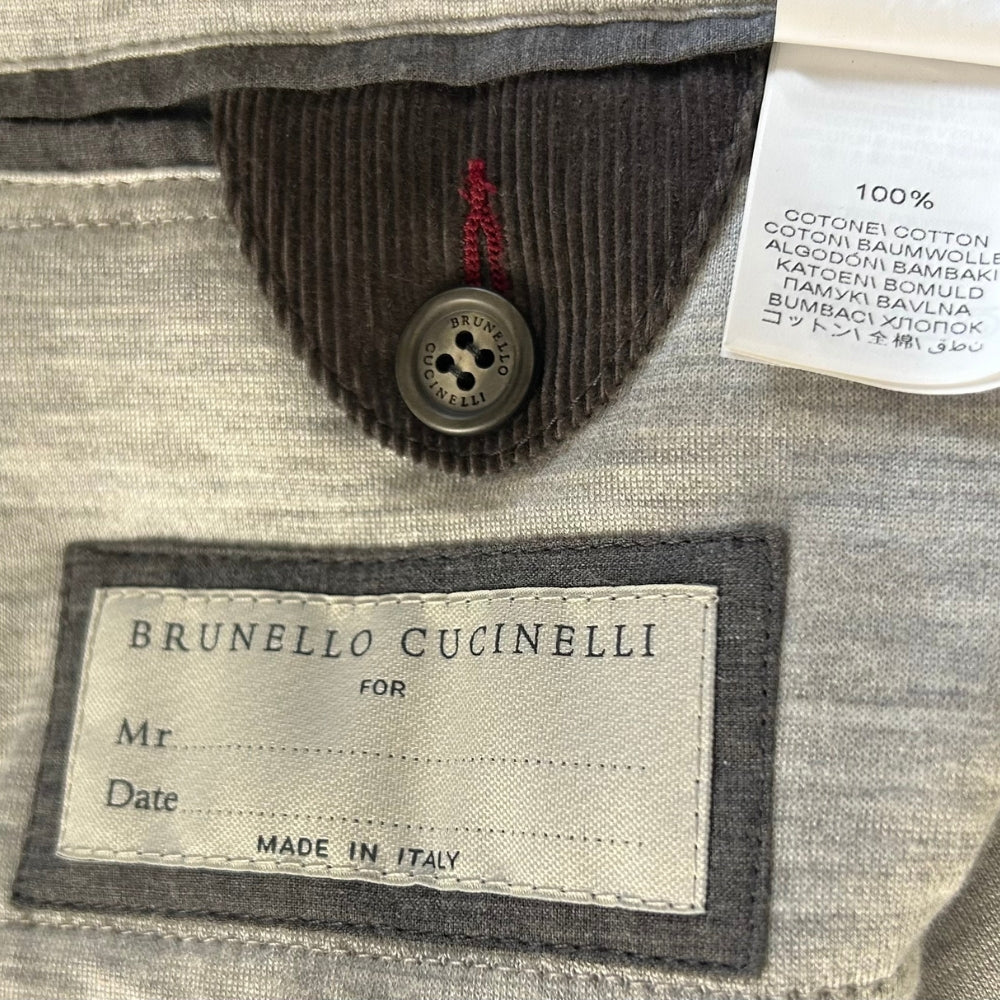 100%
COTONE\ COTTON
COTON\ BAUMWOLLE
ALGODÓN\ BAMBAKI
KATOEN\ BOMULD
ПАМУК\ BAVLNA
BUMBAC\ ХЛОПОК
コットン\ 全棉\ نطق
BRUNELLO
CUCINELLI
BRUNELLO CUCINELLI
FOR
Mr
Date
MADE IN ITALY